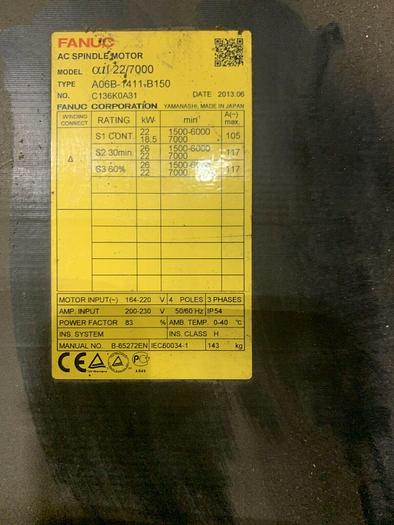 FANUC
AC SPINDLE MOTOR
MODEL αiI 22/7000
TYPE A06B-1411-B150
NO. C136K0A31 DATE 2013.06
FANUC CORPORATION YAMANASHI, MADE IN JAPAN
WINDING CONNECT RATING kW min⁻¹ A(~) max.
S1 CONT. 22 1500-6000 105
18.5 7000
△ S2 30min 26 1500-6000 117
22 7000
S3 60% 26 1500-6000 117
22 7000
MOTOR INPUT(~) 164-220 V 4 POLES 3 PHASES
AMP. INPUT 200-230 V 50/60 Hz IP54
POWER FACTOR 83 % AMB. TEMP. 0-40 ℃
INS. SYSTEM INS. CLASS H
MANUAL NO. B-65272EN IEC60034-1 143 kg
CE